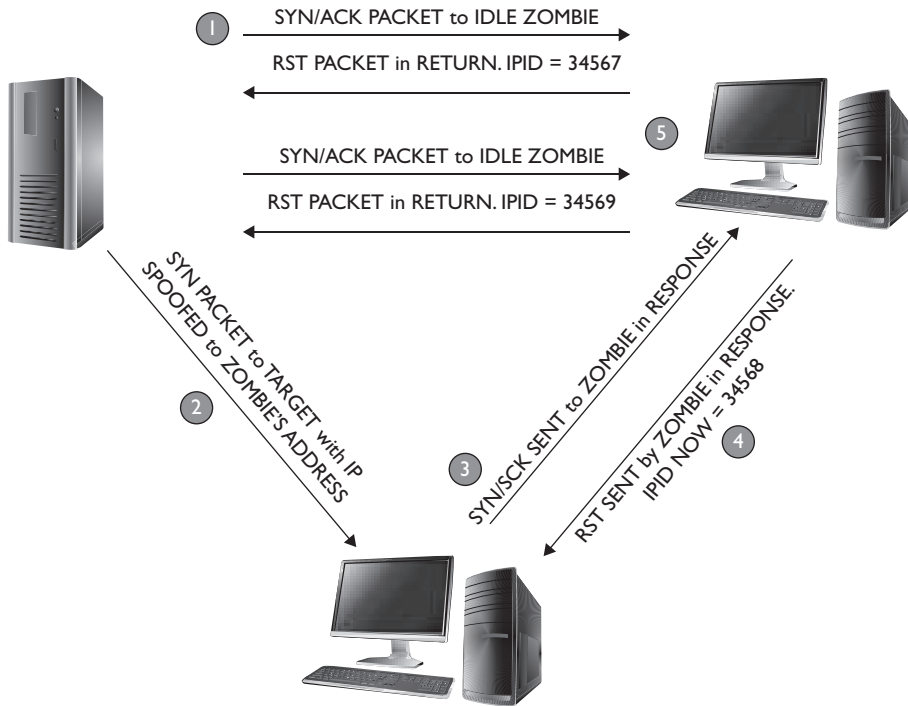 1
SYN/ACK PACKET to IDLE ZOMBIE
RST PACKET in RETURN. IPID = 34567
5
SYN/ACK PACKET to IDLE ZOMBIE
RST PACKET in RETURN. IPID = 34569
SYN PACKET to TARGET with IP
SPOOFED to ZOMBIE'S ADDRESS
2
3
SYN/SCK SENT to ZOMBIE in RESPONSE
RST SENT by ZOMBIE in RESPONSE.
IPID NOW = 34568
4